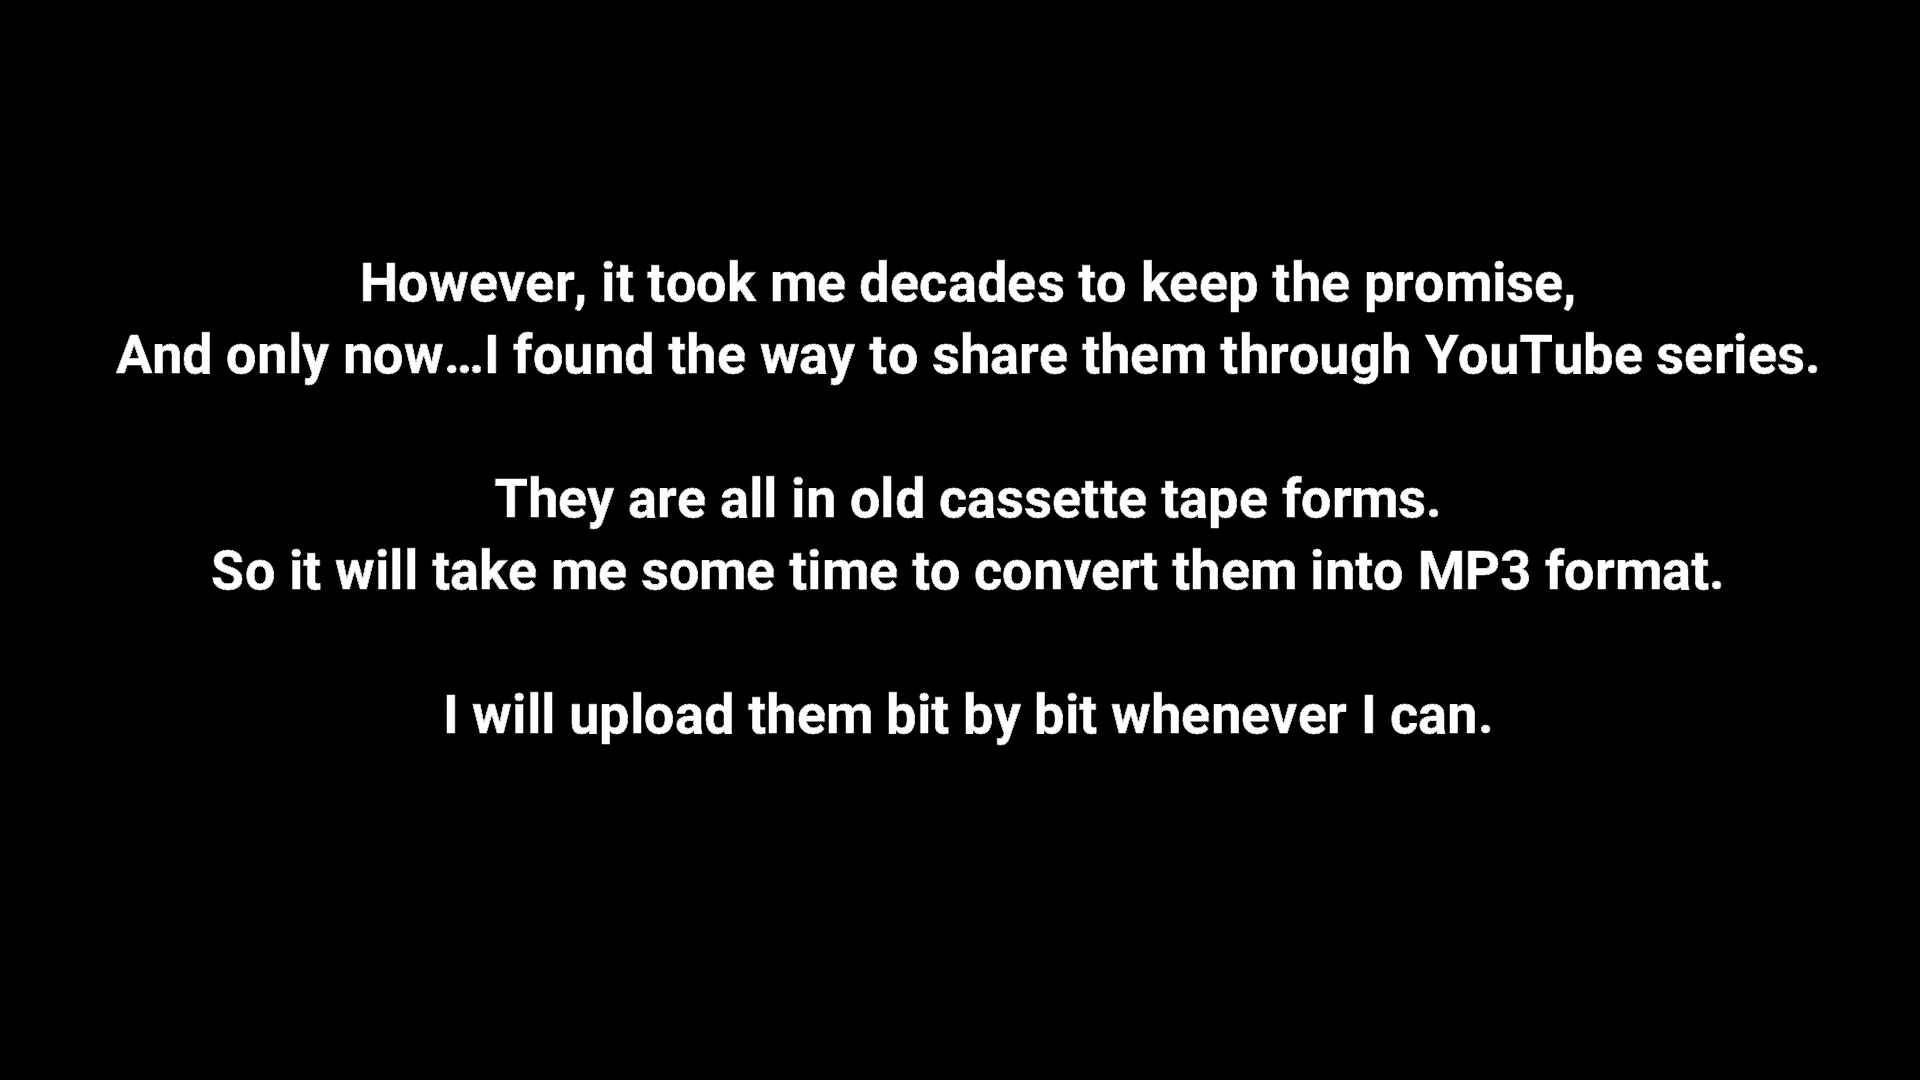 However, it took me decades to keep the promise,
And only now...I found the way to share them through YouTube series.
They are all in old cassette tape forms.
So it will take me some time to convert them into MP3 format.
I will upload them bit by bit whenever I can.